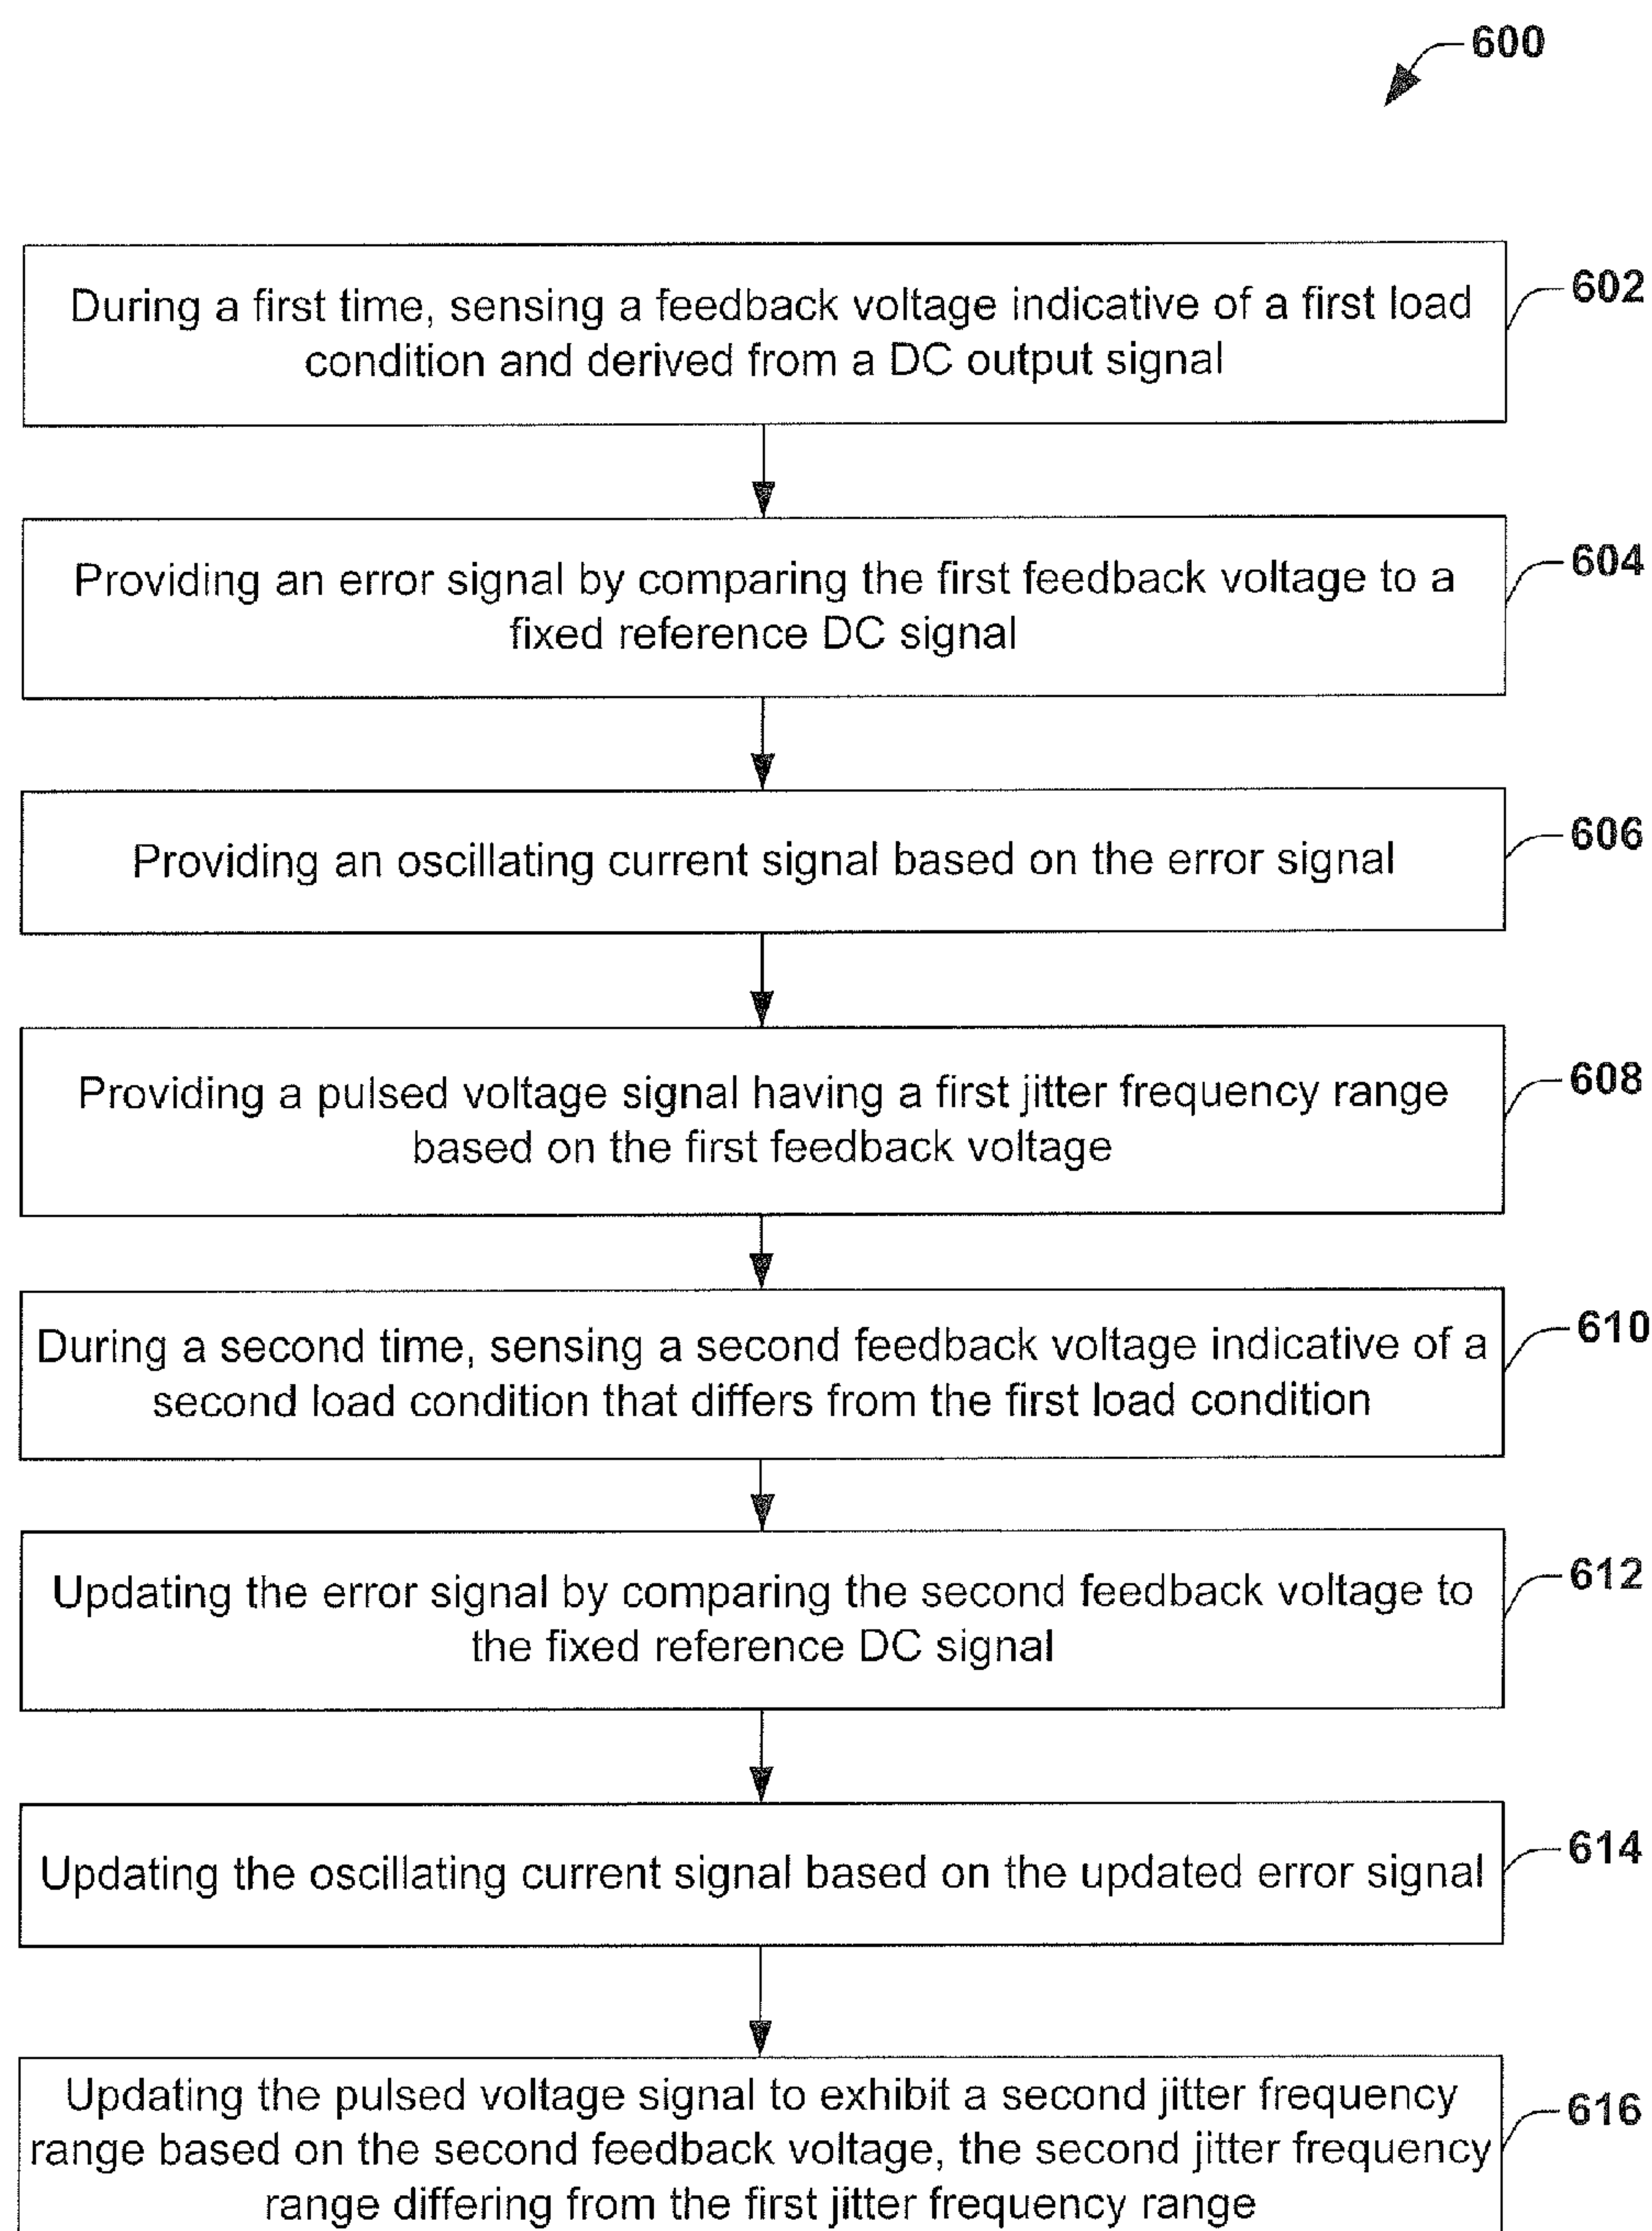 600
During a first time, sensing a feedback voltage indicative of a first load
condition and derived from a DC output signal
602
Providing an error signal by comparing the first feedback voltage to a
fixed reference DC signal
604
Providing an oscillating current signal based on the error signal
606
Providing a pulsed voltage signal having a first jitter frequency range
based on the first feedback voltage
608
During a second time, sensing a second feedback voltage indicative of a
second load condition that differs from the first load condition
610
Updating the error signal by comparing the second feedback voltage to
the fixed reference DC signal
612
Updating the oscillating current signal based on the updated error signal
614
Updating the pulsed voltage signal to exhibit a second jitter frequency
range based on the second feedback voltage, the second jitter frequency
range differing from the first jitter frequency range
616